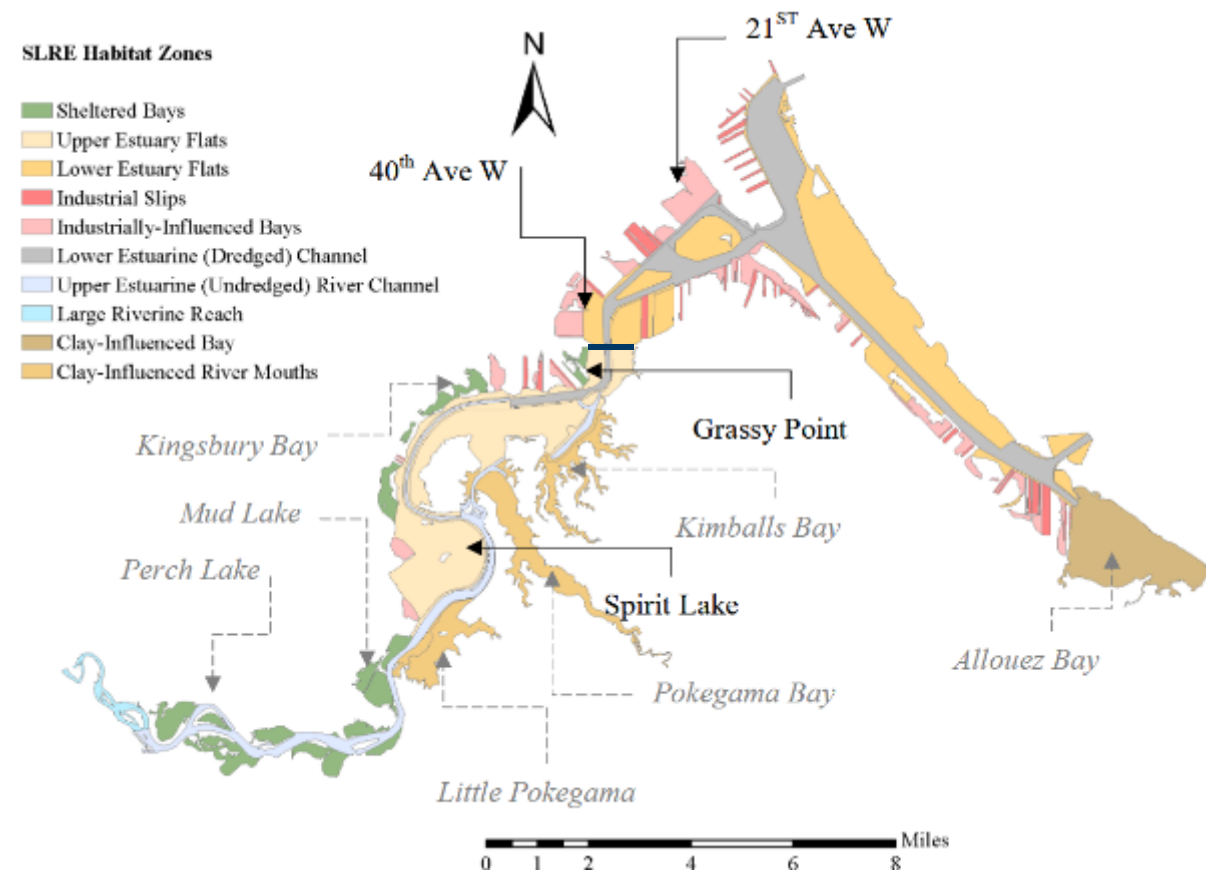 21ST Ave W
N
SLRE Habitat Zones
Sheltered Bays
Upper Estuary Flats
Lower Estuary Flats
Industrial Slips
Industrially-Influenced Bays
Lower Estuarine (Dredged) Channel
Upper Estuarine (Undredged) River Channel
Large Riverine Reach
Clay-Influenced Bay
Clay-Influenced River Mouths
40th Ave W
Grassy Point
Kingsbury Bay
Mud Lake
Kimballs Bay
Perch Lake
Spirit Lake
Allouez Bay
Pokegama Bay
Little Pokegama
Miles
0 1 2 4 6 8